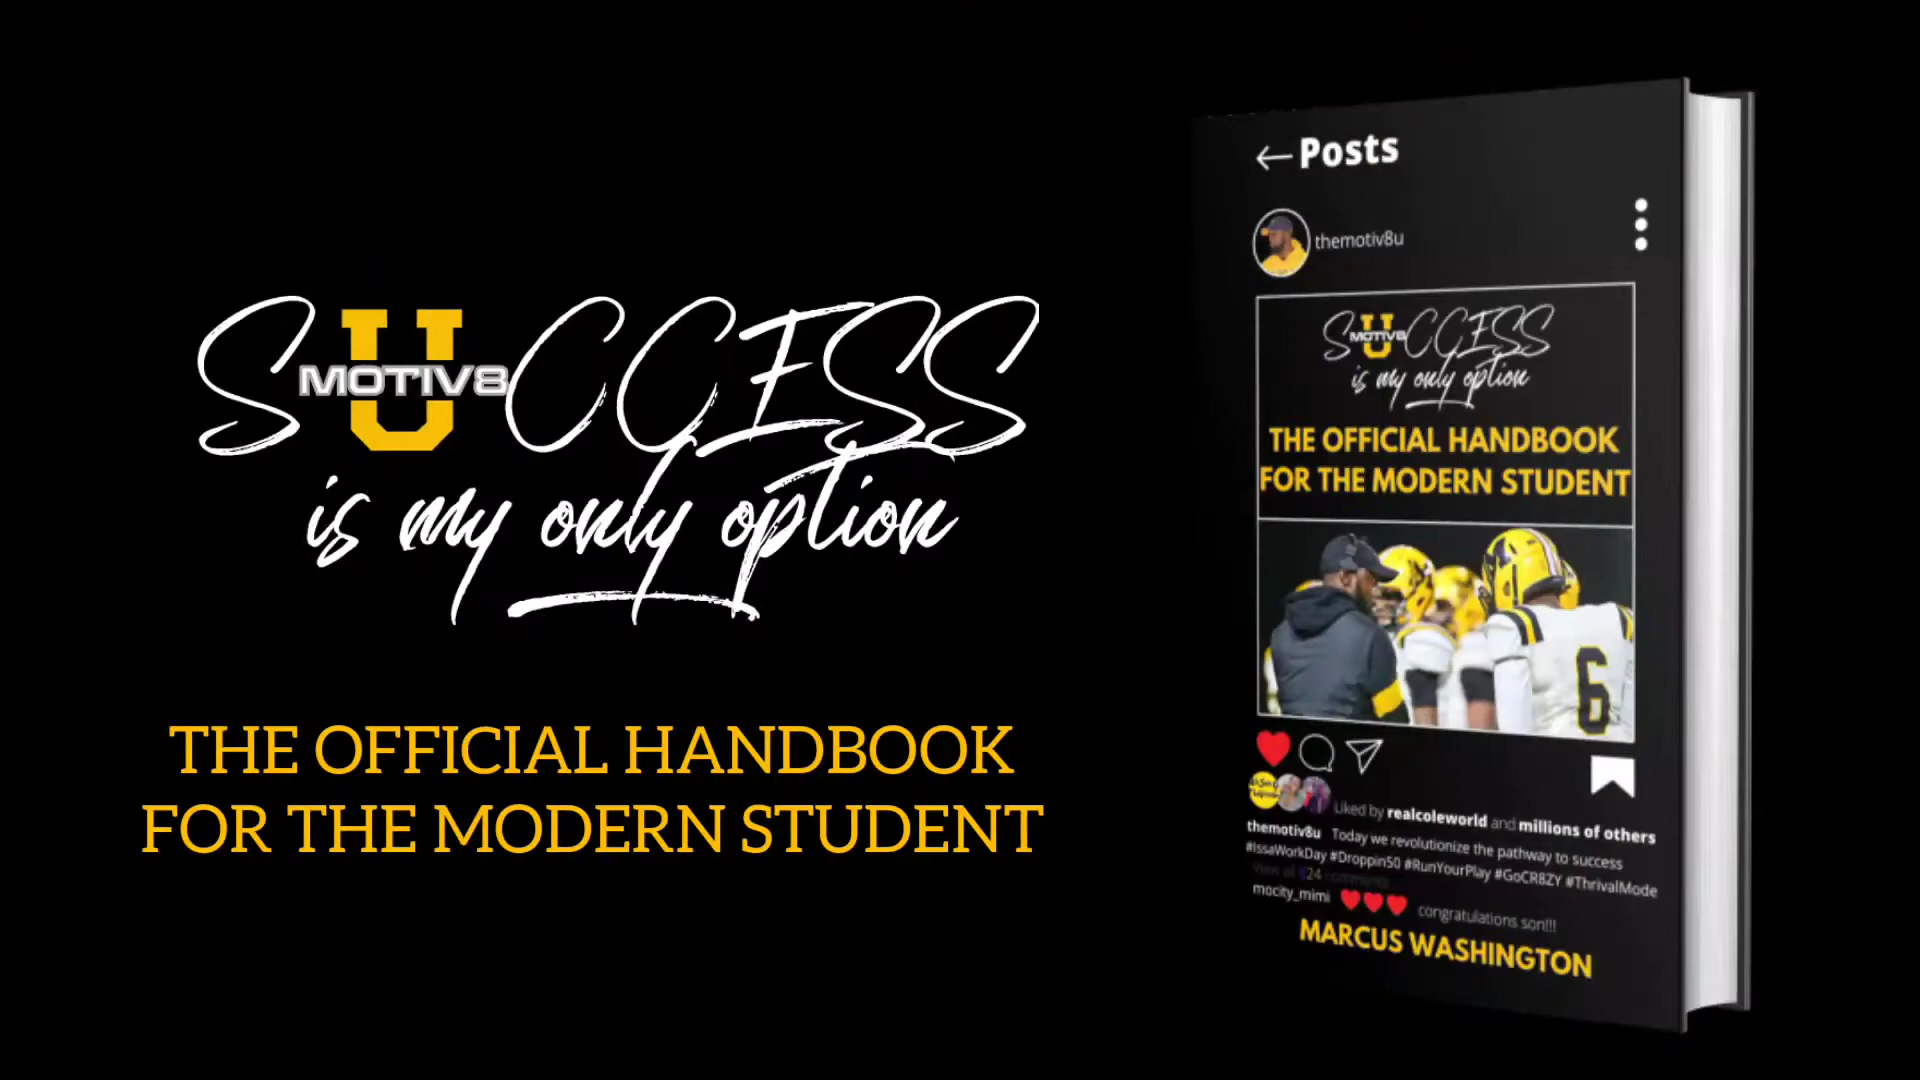 SUCCESS
MOTIV8
is my only option
THE OFFICIAL HANDBOOK
FOR THE MODERN STUDENT
← Posts
themotiv8u
SUCCESS
MOTIV8
is my only option
THE OFFICIAL HANDBOOK
FOR THE MODERN STUDENT
6
Liked by realcoleworld and millions of others
themotiv8u Today we revolutionize the pathway to success
#IssaWorkDay #Droppin50 #RunYourPlay #GoCR8ZY #ThrivalMode
24 comments
mocity_mimi ❤❤❤ congratulations son!!!
MARCUS WASHINGTON